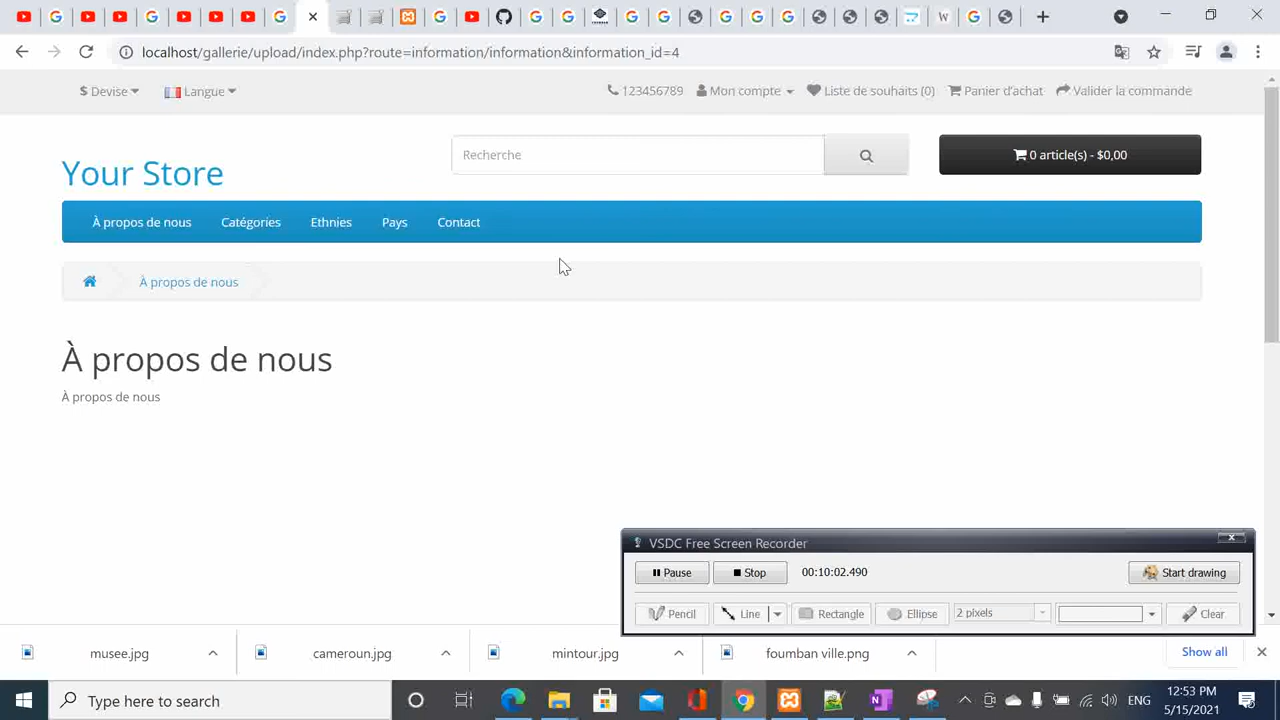 localhost/gallerie/upload/index.php?route=information/information&information_id=4
$ Devise
Langue
123456789
Mon compte
Liste de souhaits (0)
Panier d'achat
Valider la commande
Your Store
Recherche
0 article(s) - $0,00
À propos de nous
Catégories
Ethnies
Pays
Contact
À propos de nous
À propos de nous
À propos de nous
VSDC Free Screen Recorder
Pause
Stop
00:10:02.490
Start drawing
Pencil
Line
Rectangle
Ellipse
2 pixels
Clear
musee.jpg
cameroun.jpg
mintour.jpg
foumban ville.png
Show all
Type here to search
ENG
12:53 PM
5/15/2021